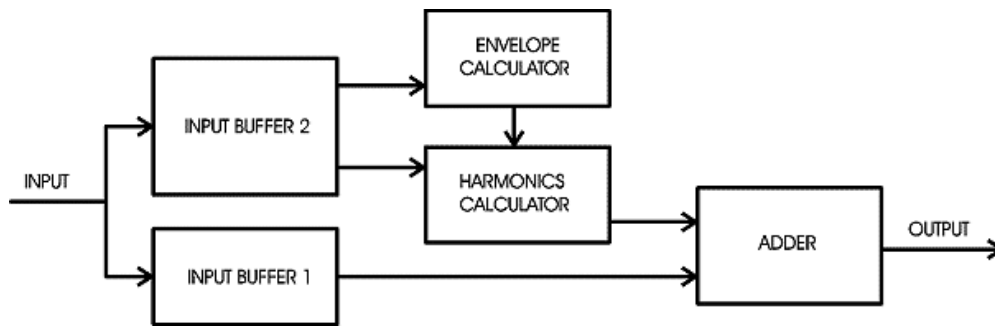 ENVELOPE
CALCULATOR
INPUT BUFFER 2
INPUT
HARMONICS
CALCULATOR
ADDER
OUTPUT
INPUT BUFFER 1